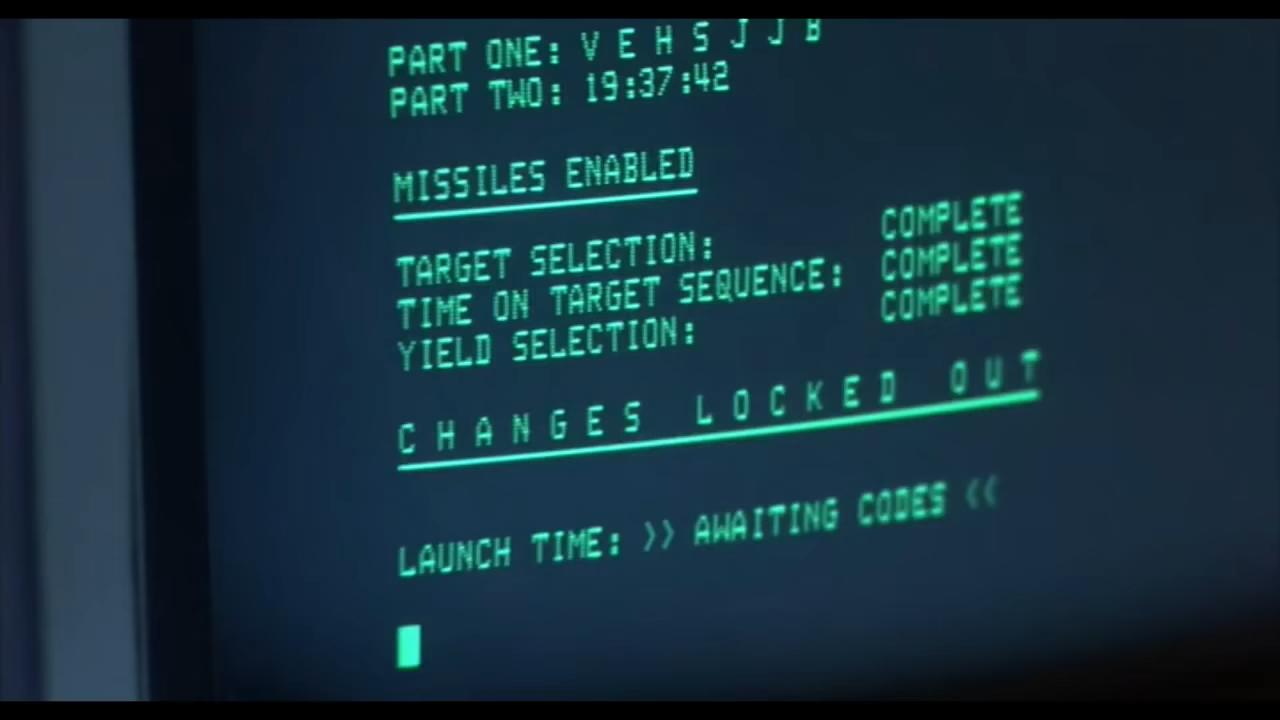 PART ONE: V E H S J J B
PART TWO: 19:37:42
MISSILES ENABLED
TARGET SELECTION: COMPLETE
TIME ON TARGET SEQUENCE: COMPLETE
YIELD SELECTION: COMPLETE
C H A N G E S L O C K E D O U T
LAUNCH TIME: >> AWAITING CODES <<